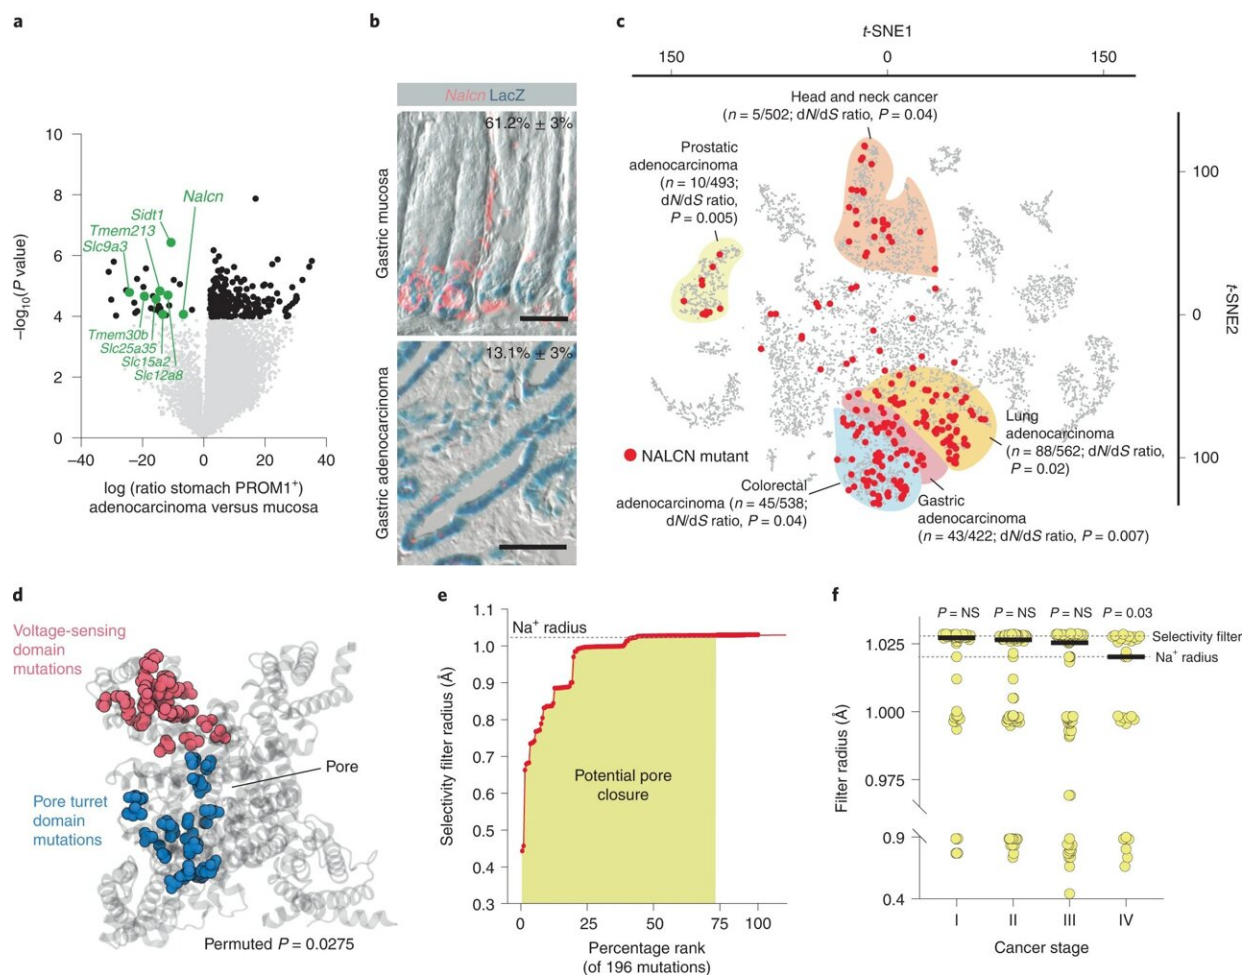 a
10
8
6
4
2
0
−log10(P value)
Nalcn
Sidt1
Tmem213
Slc9a3
Tmem30b
Slc25a35
Slc15a2
Slc12a8
−40
−20
0
20
40
log (ratio stomach PROM1+)
adenocarcinoma versus mucosa
b
Nalcn LacZ
Gastric mucosa
61.2% ± 3%
Gastric adenocarcinoma
13.1% ± 3%
c
t-SNE1
150
0
150
t-SNE2
100
0
100
Head and neck cancer
(n = 5/502; dN/dS ratio, P = 0.04)
Prostatic
adenocarcinoma
(n = 10/493;
dN/dS ratio,
P = 0.005)
NALCN mutant
Lung
adenocarcinoma
(n = 88/562; dN/dS ratio,
P = 0.02)
Colorectal
adenocarcinoma (n = 45/538;
dN/dS ratio, P = 0.04)
Gastric
adenocarcinoma
(n = 43/422; dN/dS ratio, P = 0.007)
d
Voltage-sensing
domain
mutations
Pore
Pore turret
domain
mutations
Permuted P = 0.0275
e
1.1
1.0
0.9
0.8
0.7
0.6
0.5
0.4
0.3
Selectivity filter radius (Å)
Na+ radius
Potential pore
closure
0
25
50
75
100
Percentage rank
(of 196 mutations)
f
P = NS
P = NS
P = NS
P = 0.03
Selectivity filter
Na+ radius
1.025
1.000
0.975
0.9
0.4
Filter radius (Å)
I
II
III
IV
Cancer stage